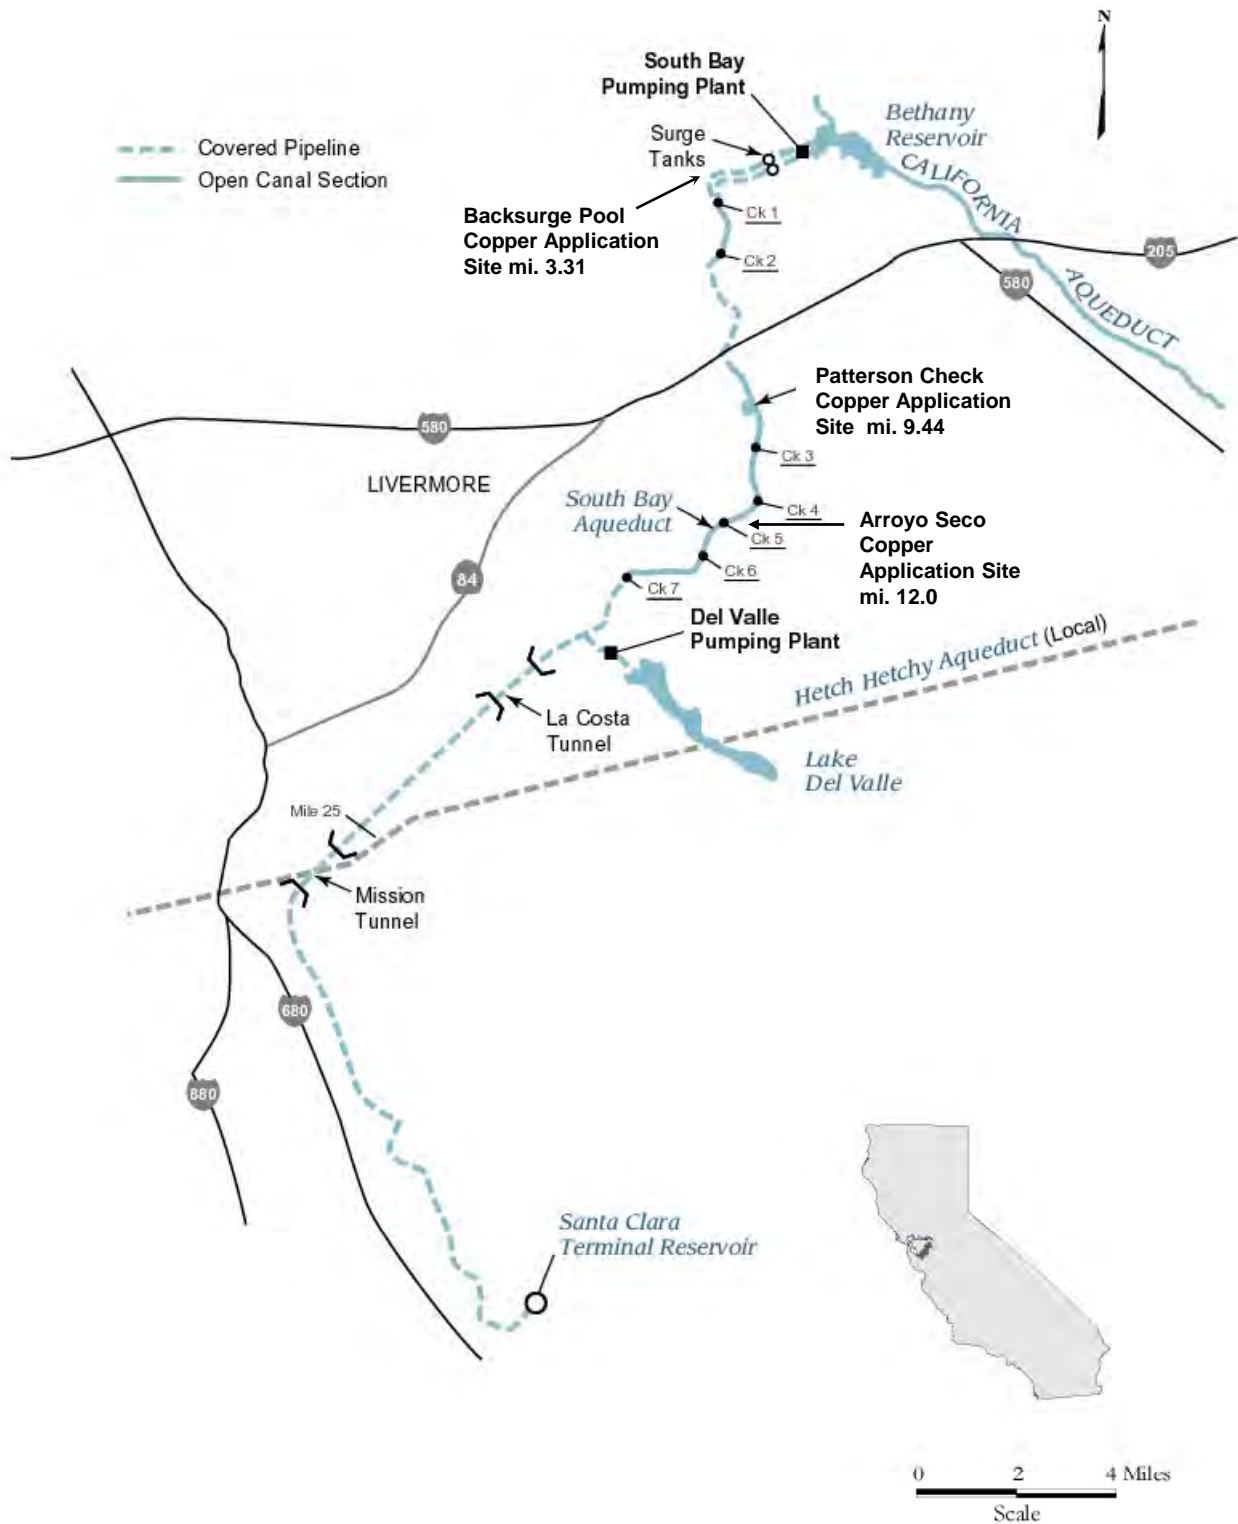 N
South Bay
Pumping Plant
Bethany
Reservoir
Surge
Tanks
Covered Pipeline
Open Canal Section
CALIFORNIA
AQUEDUCT
Backsurge Pool
Copper Application
Site mi. 3.31
Ck 1
Ck 2
205
580
Patterson Check
Copper Application
Site mi. 9.44
580
LIVERMORE
Ck 3
South Bay
Aqueduct
Ck 4
Arroyo Seco
Copper
Application Site
mi. 12.0
Ck 5
Ck 6
84
Ck 7
Del Valle
Pumping Plant
Hetch Hetchy Aqueduct (Local)
La Costa
Tunnel
Lake
Del Valle
Mile 25
Mission
Tunnel
680
880
Santa Clara
Terminal Reservoir
0 2 4 Miles
Scale